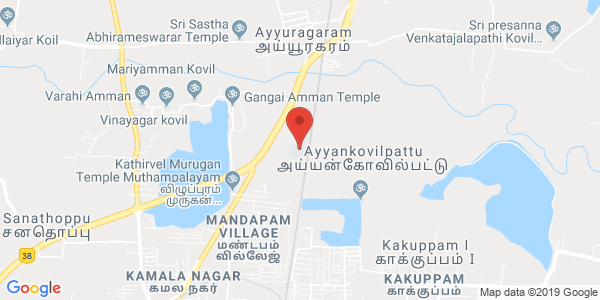 Sri Sastha
Abhirameswarar Temple
Ayyuragaram
அய்யூரகரம்
Sri presanna
Venkatajalapathi Kovil...
llaiyar Koil
Mariyamman Kovil
Varahi Amman
Gangai Amman Temple
Vinayagar kovil
Ayyankovilpattu
அய்யன்கோவில்பட்டு
Kathirvel Murugan
Temple Muthampalayam
விழுப்புரம்
முருகன்...
Sanathoppu
சனதொப்பு
MANDAPAM
VILLAGE
மண்டபம்
வில்லேஜ்
38
Kakuppam I
காக்குப்பம் I
KAMALA NAGAR
கமல நகர்
KAKUPPAM
காக்குப்பம்
Google
Map data ©2019 Google